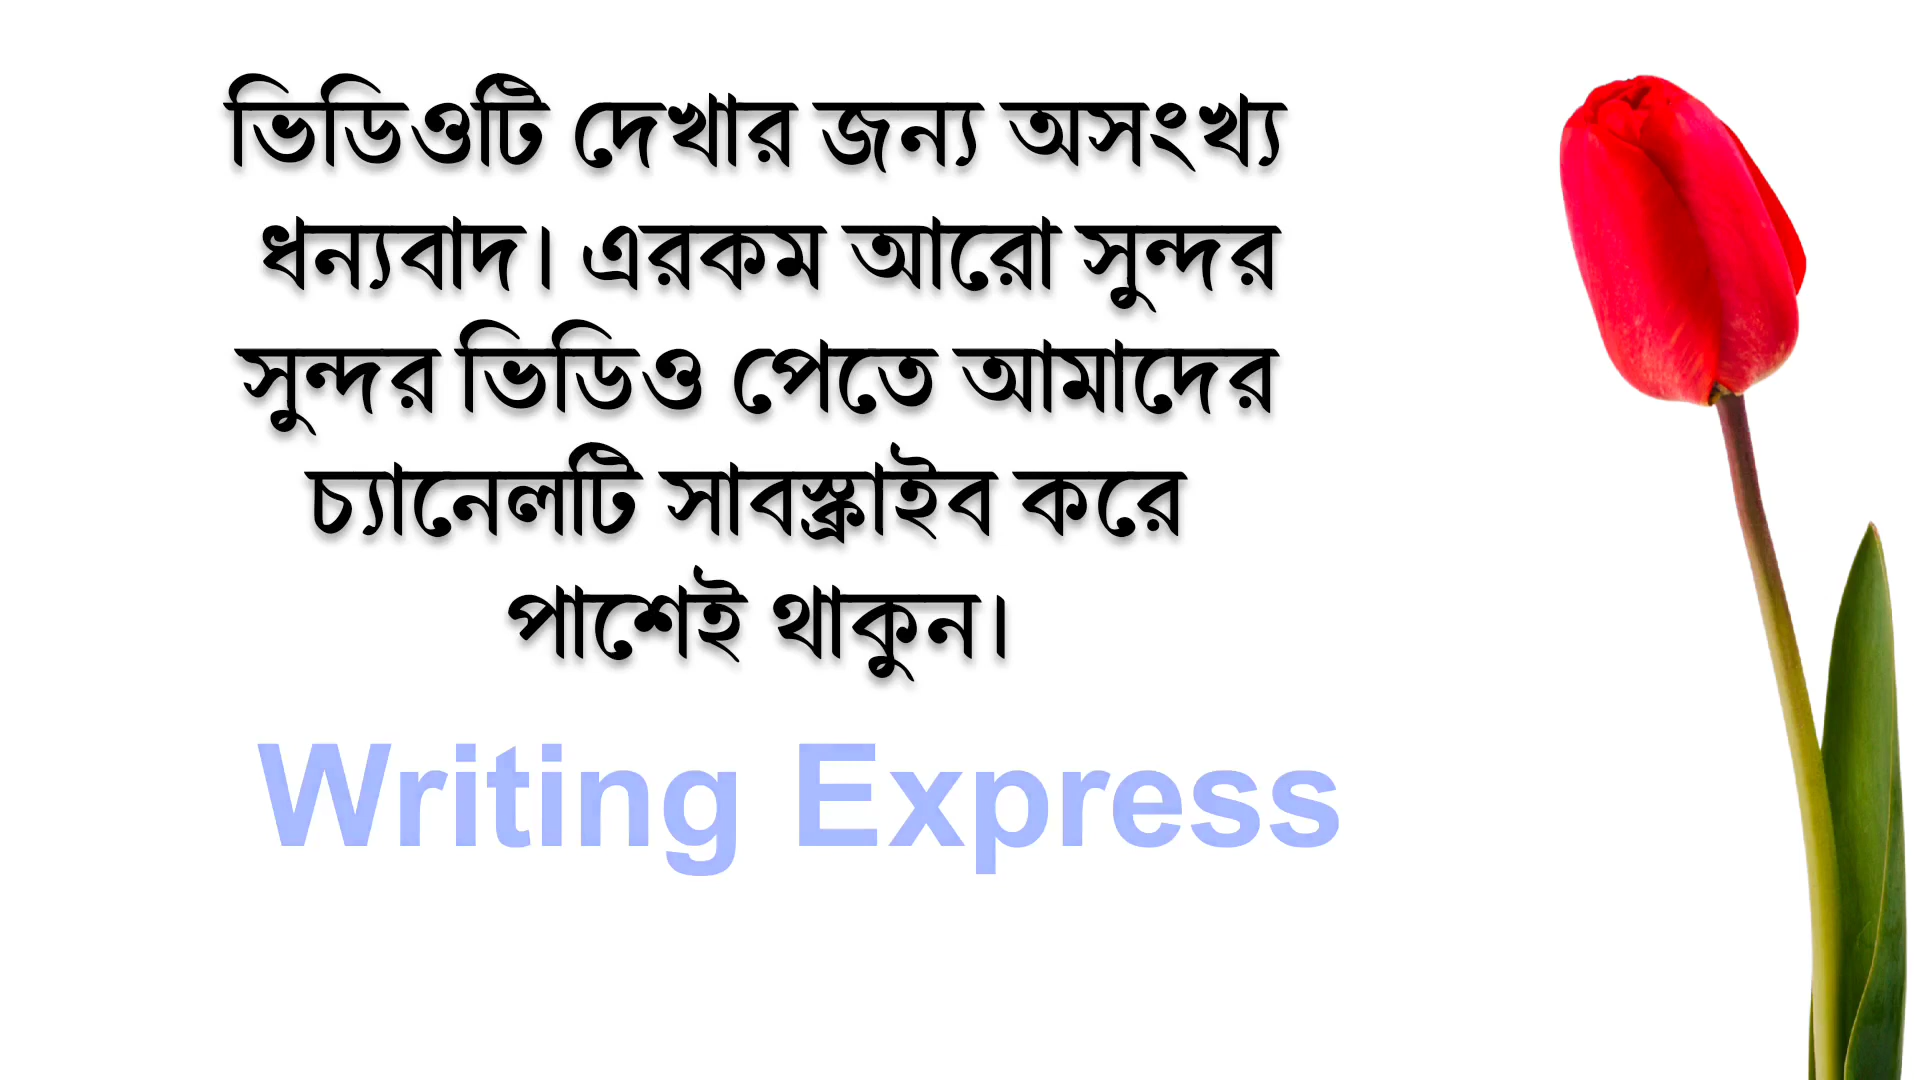 ভিডিওটি দেখার জন্য অসংখ্য
ধন্যবাদ। এরকম আরো সুন্দর
সুন্দর ভিডিও পেতে আমাদের
চ্যানেলটি সাবস্ক্রাইব করে
পাশেই থাকুন।
Writing Express